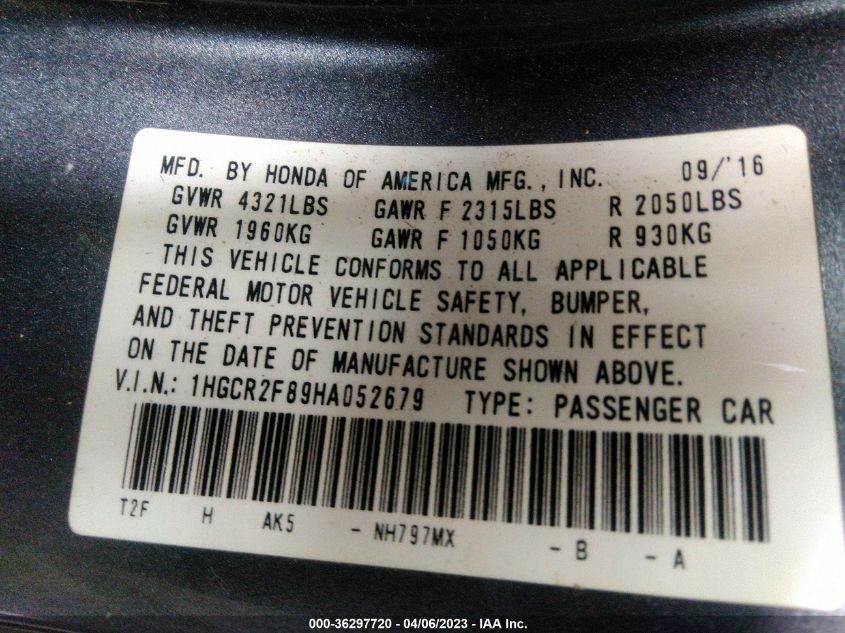 MFD. BY HONDA OF AMERICA MFG., INC. 09/'16
GVWR 4321LBS GAWR F 2315LBS R 2050LBS
GVWR 1960KG GAWR F 1050KG R 930KG
THIS VEHICLE CONFORMS TO ALL APPLICABLE
FEDERAL MOTOR VEHICLE SAFETY, BUMPER,
AND THEFT PREVENTION STANDARDS IN EFFECT
ON THE DATE OF MANUFACTURE SHOWN ABOVE.
V.I.N.: 1HGCR2F89HA052679 TYPE: PASSENGER CAR
T2F H AK5 - NH797MX - B - A
000-36297720 - 04/06/2023 - IAA Inc.